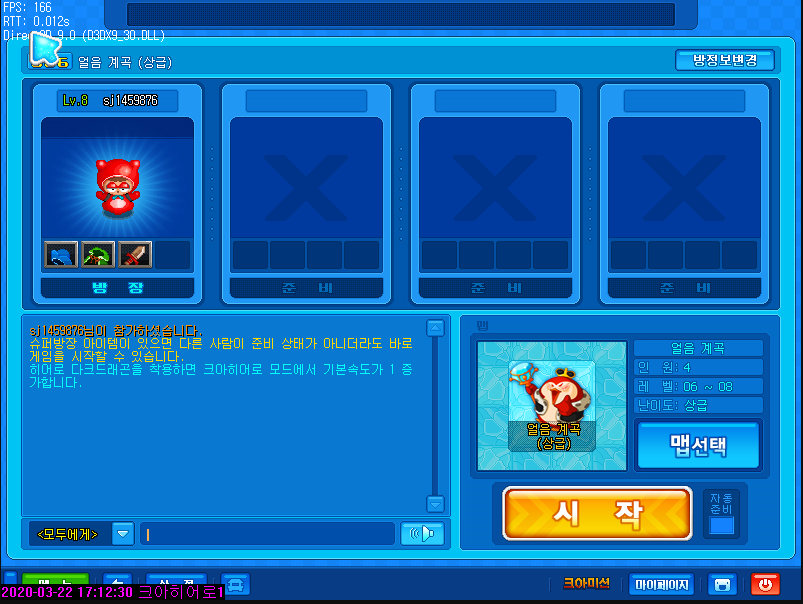 FPS: 166
RTT: 0.012s
D 9.0 (D3DX9_30.DLL)
얼음 계곡 (상급)
방정보변경
Lv.8 sj1459876
방 장
준 비
준 비
준 비
sj1459876님이 참가하셨습니다.
슈퍼방장 아이템이 있으면 다른 사람이 준비 상태가 아니더라도 바로
게임을 시작할 수 있습니다.
히어로 다크드래곤을 착용하면 크아히어로 모드에서 기본속도가 1 증
가합니다.
맵
얼음 계곡
(상급)
얼음 계곡
인 원: 4
레 벨: 06 ~ 08
난이도: 상급
맵선택
시 작
자동
준비
<모두에게>
크아미션
마이페이지
2020-03-22 17:12:30 크아히어로1